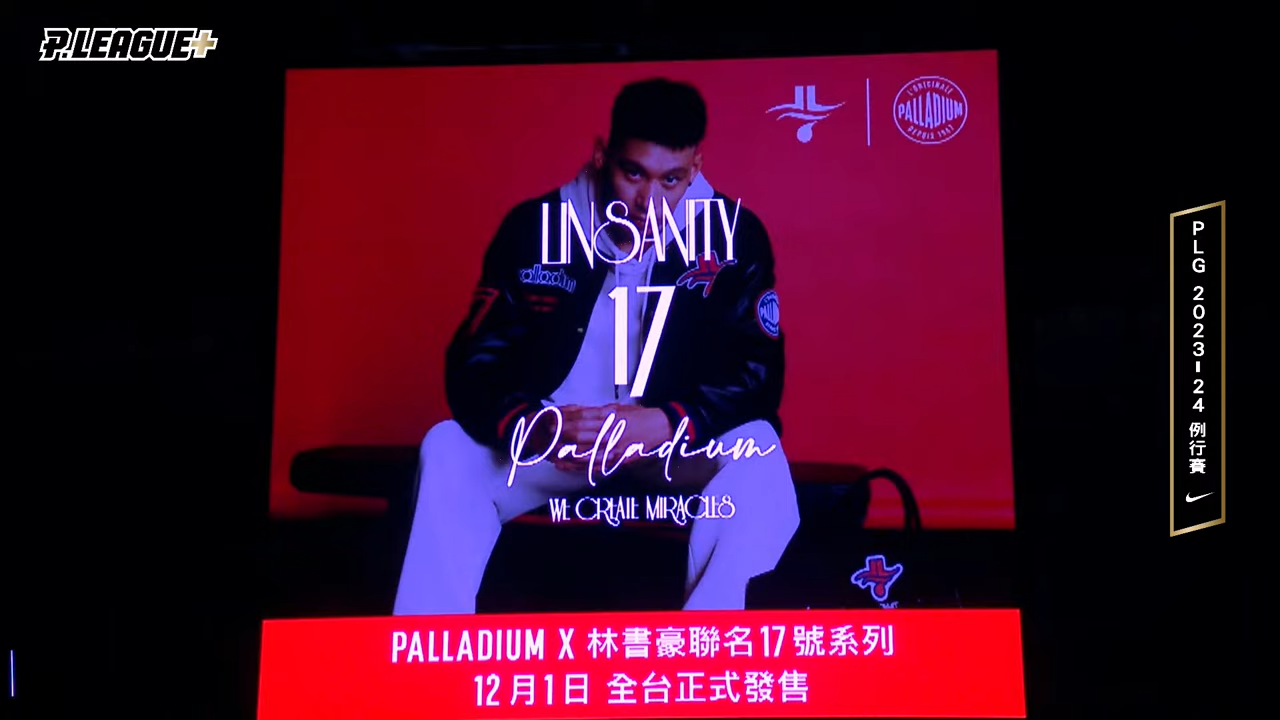 P.LEAGUE+
L'ORIGINALE
PALLADIUM
DEPUIS 1947
LINSANITY
17
Palladium
WE CREATE MIRACLES
PALLADIUM X 林書豪聯名17號系列
12月1日 全台正式發售
PLG 2023-24 例行賽